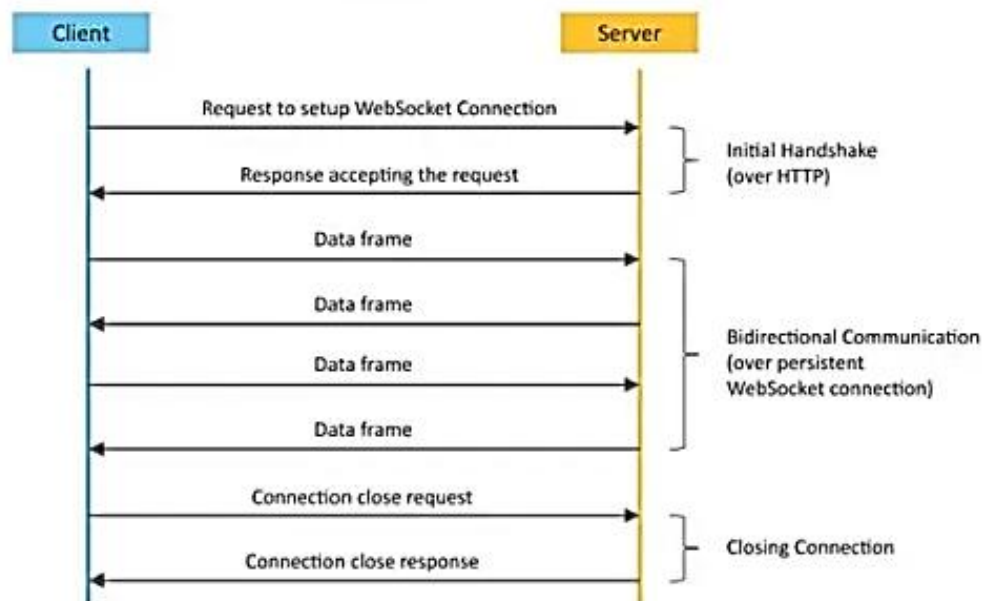 Client
Server
Request to setup WebSocket Connection
Initial Handshake
(over HTTP)
Response accepting the request
Data frame
Data frame
Bidirectional Communication
(over persistent
WebSocket connection)
Data frame
Data frame
Connection close request
Closing Connection
Connection close response